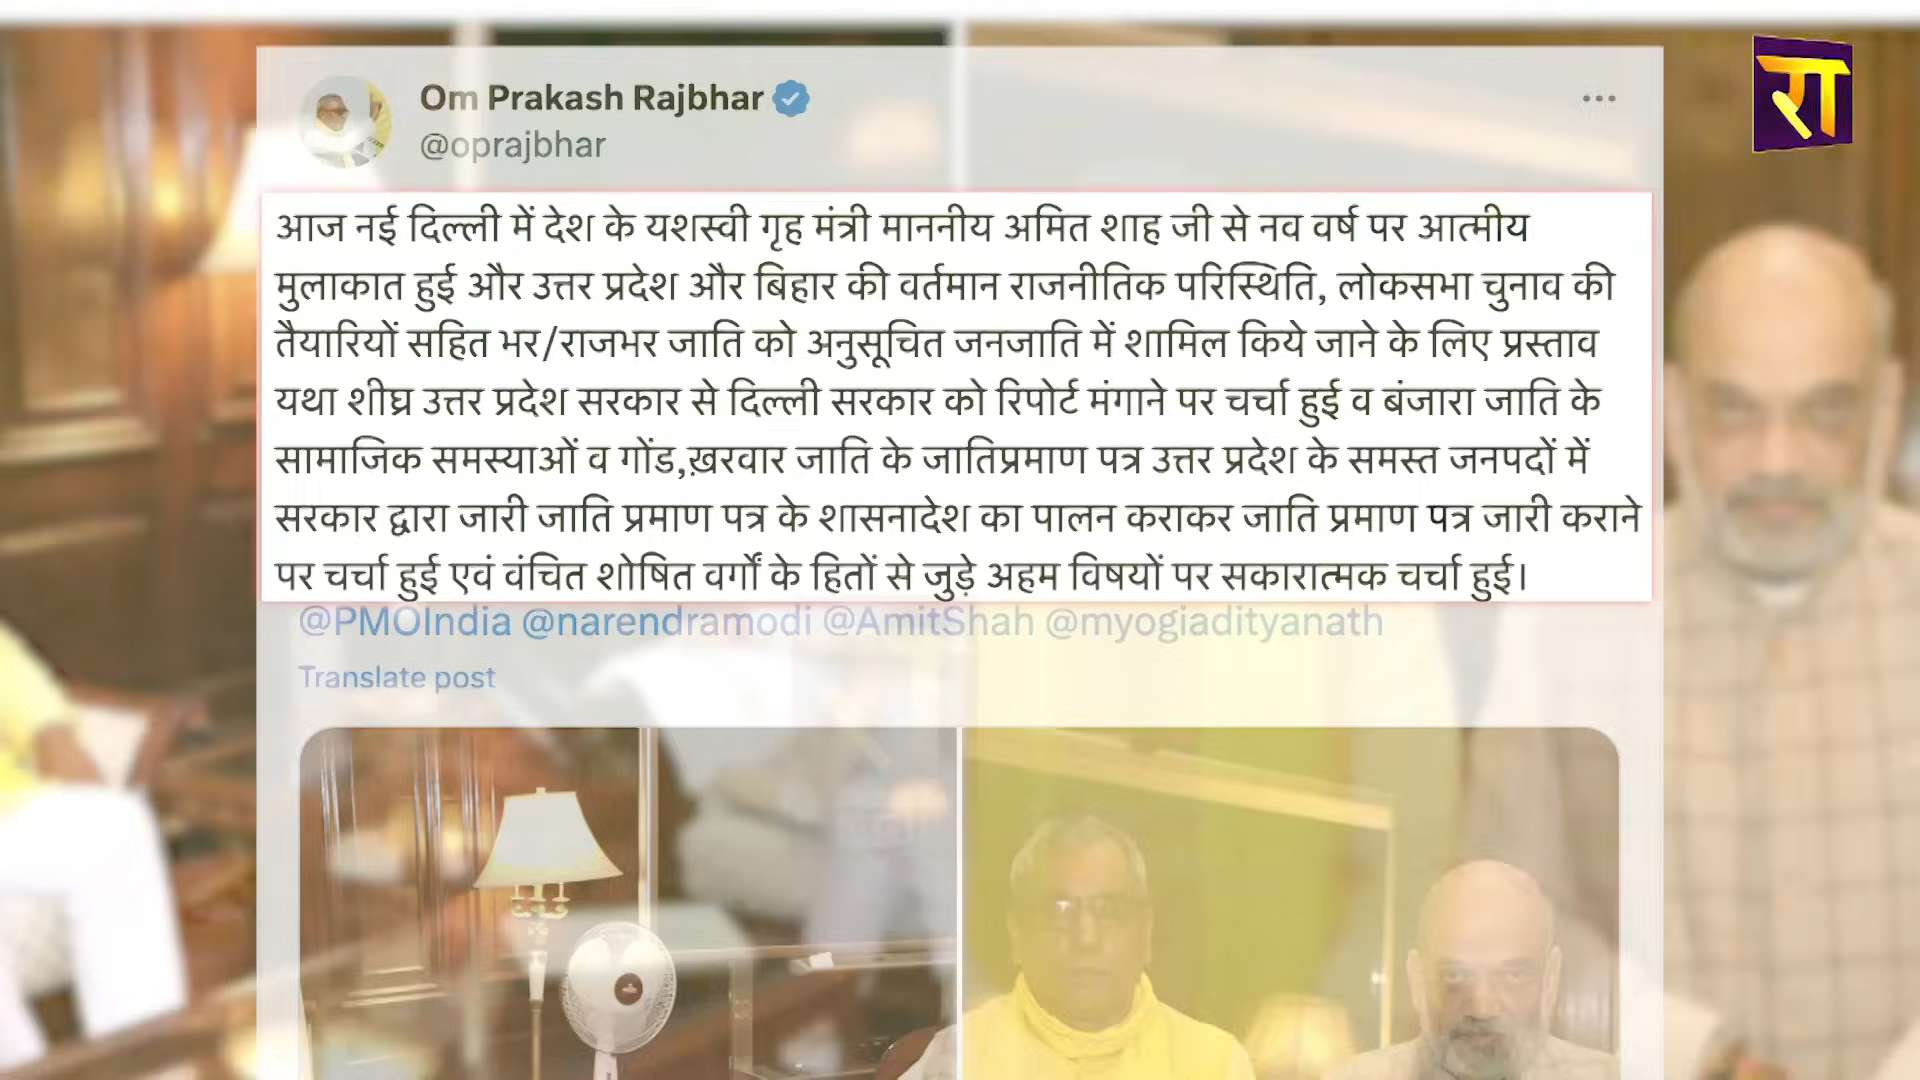 Om Prakash Rajbhar
@oprajbhar
रा
आज नई दिल्ली में देश के यशस्वी गृह मंत्री माननीय अमित शाह जी से नव वर्ष पर आत्मीय
मुलाकात हुई और उत्तर प्रदेश और बिहार की वर्तमान राजनीतिक परिस्थिति, लोकसभा चुनाव की
तैयारियों सहित भर/राजभर जाति को अनुसूचित जनजाति में शामिल किये जाने के लिए प्रस्ताव
यथा शीघ्र उत्तर प्रदेश सरकार से दिल्ली सरकार को रिपोर्ट मंगाने पर चर्चा हुई व बंजारा जाति के
सामाजिक समस्याओं व गोंड,ख़रवार जाति के जातिप्रमाण पत्र उत्तर प्रदेश के समस्त जनपदों में
सरकार द्वारा जारी जाति प्रमाण पत्र के शासनादेश का पालन कराकर जाति प्रमाण पत्र जारी कराने
पर चर्चा हुई एवं वंचित शोषित वर्गों के हितों से जुड़े अहम विषयों पर सकारात्मक चर्चा हुई।
@PMOIndia @narendramodi @AmitShah @myogiadityanath
Translate post